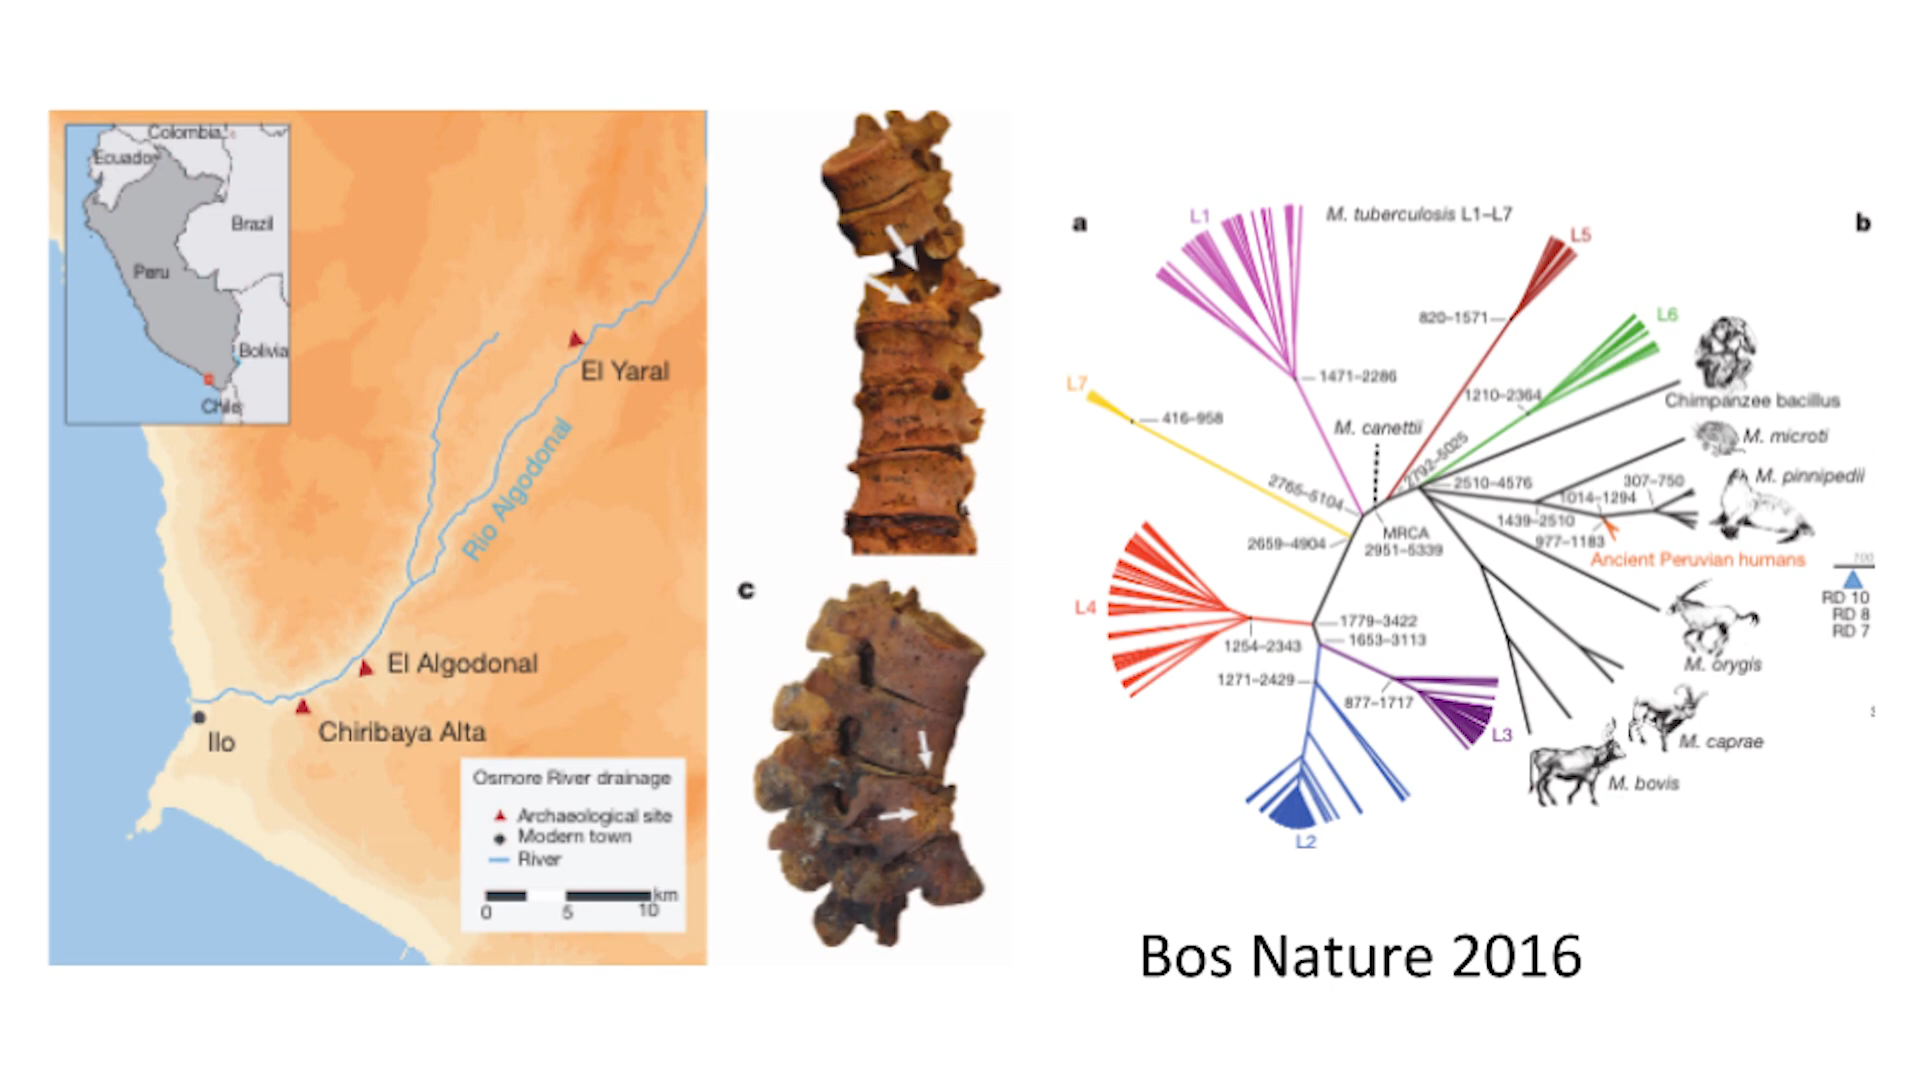 Colombia
Ecuador
Brazil
Peru
Bolivia
Chile
El Yaral
Rio Algodonal
El Algodonal
Chiribaya Alta
Ilo
Osmore River drainage
Archaeological site
Modern town
River
km
0 5 10
c
a
b
L1
M. tuberculosis L1–L7
L5
820–1571
L6
1471–2286
1210–2364
Chimpanzee bacillus
L7
416–958
M. canettii
M. microti
M. pinnipedii
2792–5025
2510–4576
307–750
1014–1294
2765–5104
1439–2510
977–1183
MRCA
2951–5339
2659–4904
Ancient Peruvian humans
100
RD 10
RD 8
RD 7
L4
1779–3422
1653–3113
1254–2343
1271–2429
877–1717
M. orygis
L3
M. caprae
M. bovis
L2
Bos Nature 2016